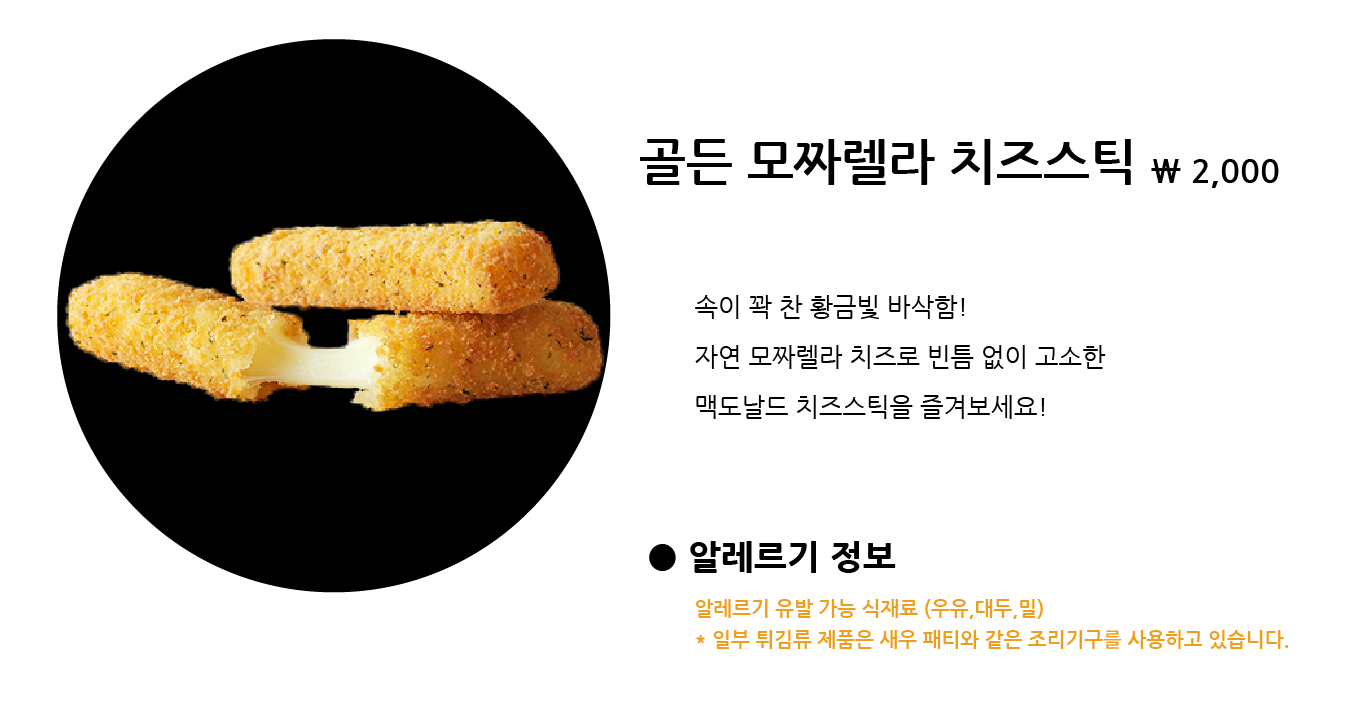 골든 모짜렐라 치즈스틱 ₩ 2,000
속이 꽉 찬 황금빛 바삭함!
자연 모짜렐라 치즈로 빈틈 없이 고소한
맥도날드 치즈스틱을 즐겨보세요!
● 알레르기 정보
알레르기 유발 가능 식재료 (우유,대두,밀)
* 일부 튀김류 제품은 새우 패티와 같은 조리기구를 사용하고 있습니다.